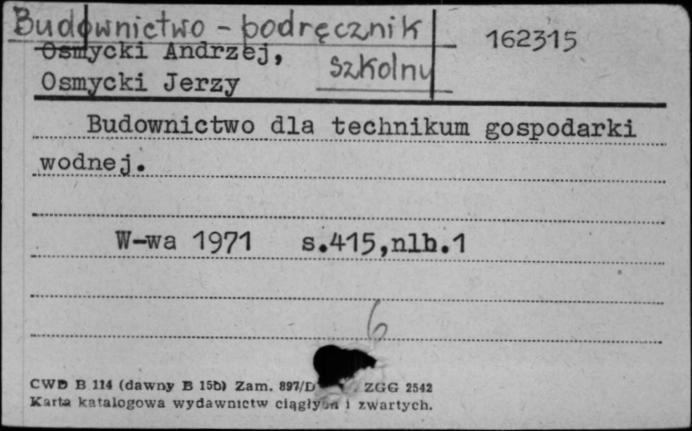 Budownictwo - podręcznik
szkolny
162315
Osmycki Andrzej,
Osmycki Jerzy
Budownictwo dla technikum gospodarki
wodnej.
W-wa 1971 s.415,nlb.1
6
CWD B 114 (dawny B 15b) Zam. 897/D ZGG 2542
Karta katalogowa wydawnictw ciągłych i zwartych.